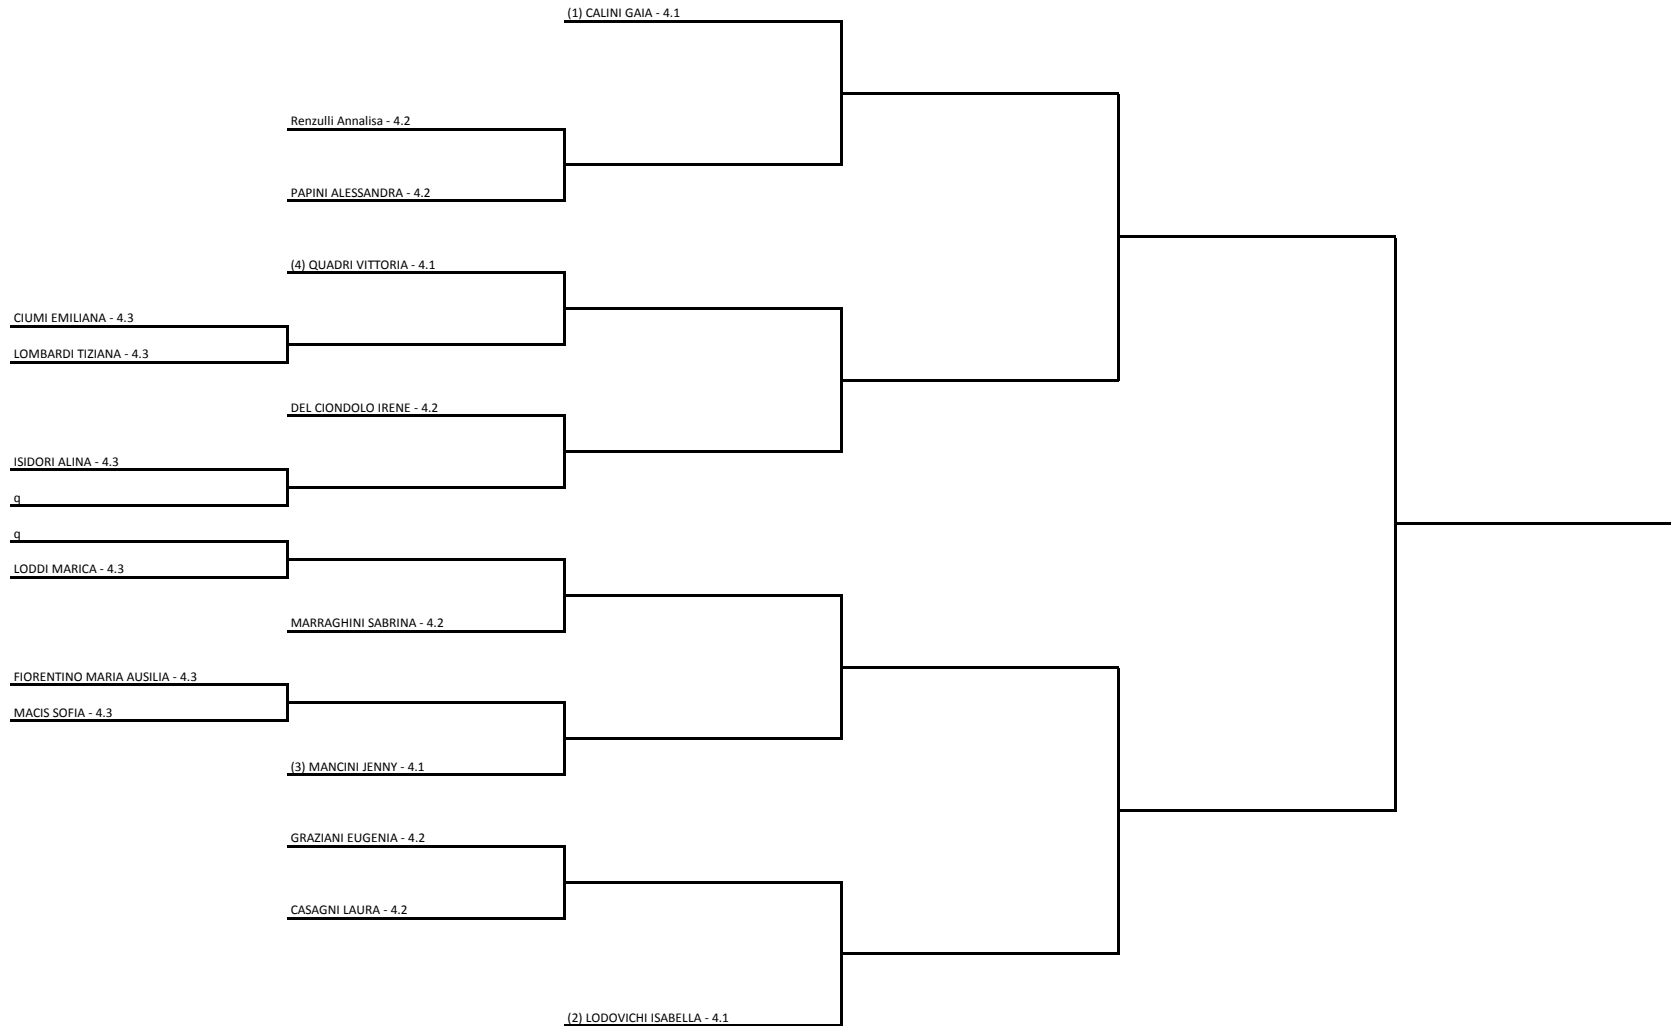 (1) CALINI GAIA - 4.1
Renzulli Annalisa - 4.2
PAPINI ALESSANDRA - 4.2
(4) QUADRI VITTORIA - 4.1
CIUMI EMILIANA - 4.3
LOMBARDI TIZIANA - 4.3
DEL CIONDOLO IRENE - 4.2
ISIDORI ALINA - 4.3
q
q
LODDI MARICA - 4.3
MARRAGHINI SABRINA - 4.2
FIORENTINO MARIA AUSILIA - 4.3
MACIS SOFIA - 4.3
(3) MANCINI JENNY - 4.1
GRAZIANI EUGENIA - 4.2
CASAGNI LAURA - 4.2
(2) LODOVICHI ISABELLA - 4.1